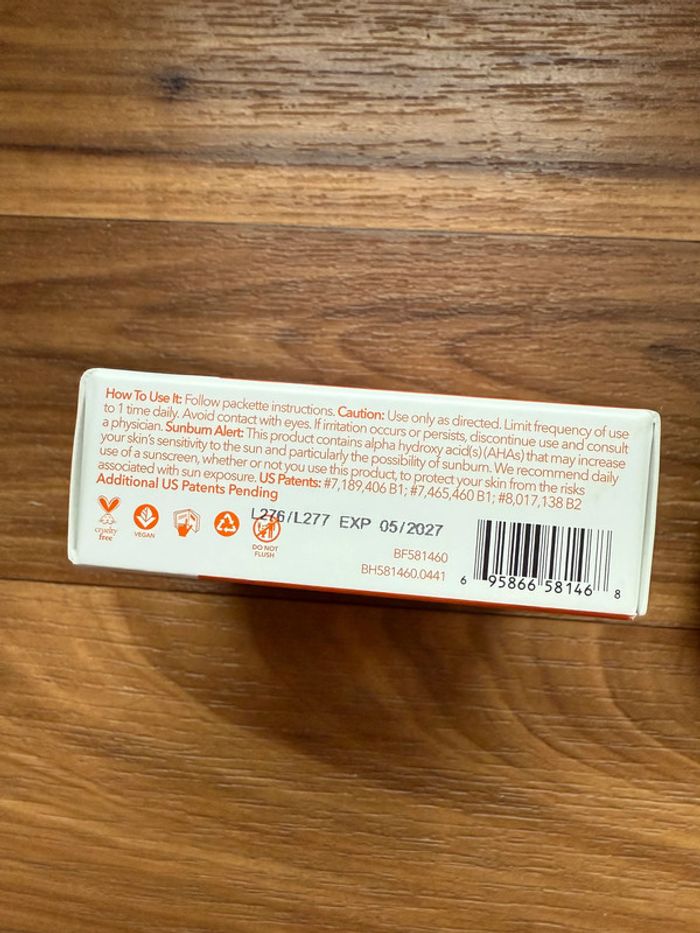 How To Use It: Follow packette instructions. Caution: Use only as directed. Limit frequency of use
to 1 time daily. Avoid contact with eyes. If irritation occurs or persists, discontinue use and consult
a physician. Sunburn Alert: This product contains alpha hydroxy acid(s) (AHAs) that may increase
your skin's sensitivity to the sun and particularly the possibility of sunburn. We recommend daily
use of a sunscreen, whether or not you use this product, to protect your skin from the risks
associated with sun exposure. US Patents: #7,189,406 B1; #7,465,460 B1; #8,017,138 B2
Additional US Patents Pending
L276/L277 EXP 05/2027
cruelty
free
VEGAN
DO NOT
FLUSH
BF581460
BH581460.0441
6 95866 58146 8